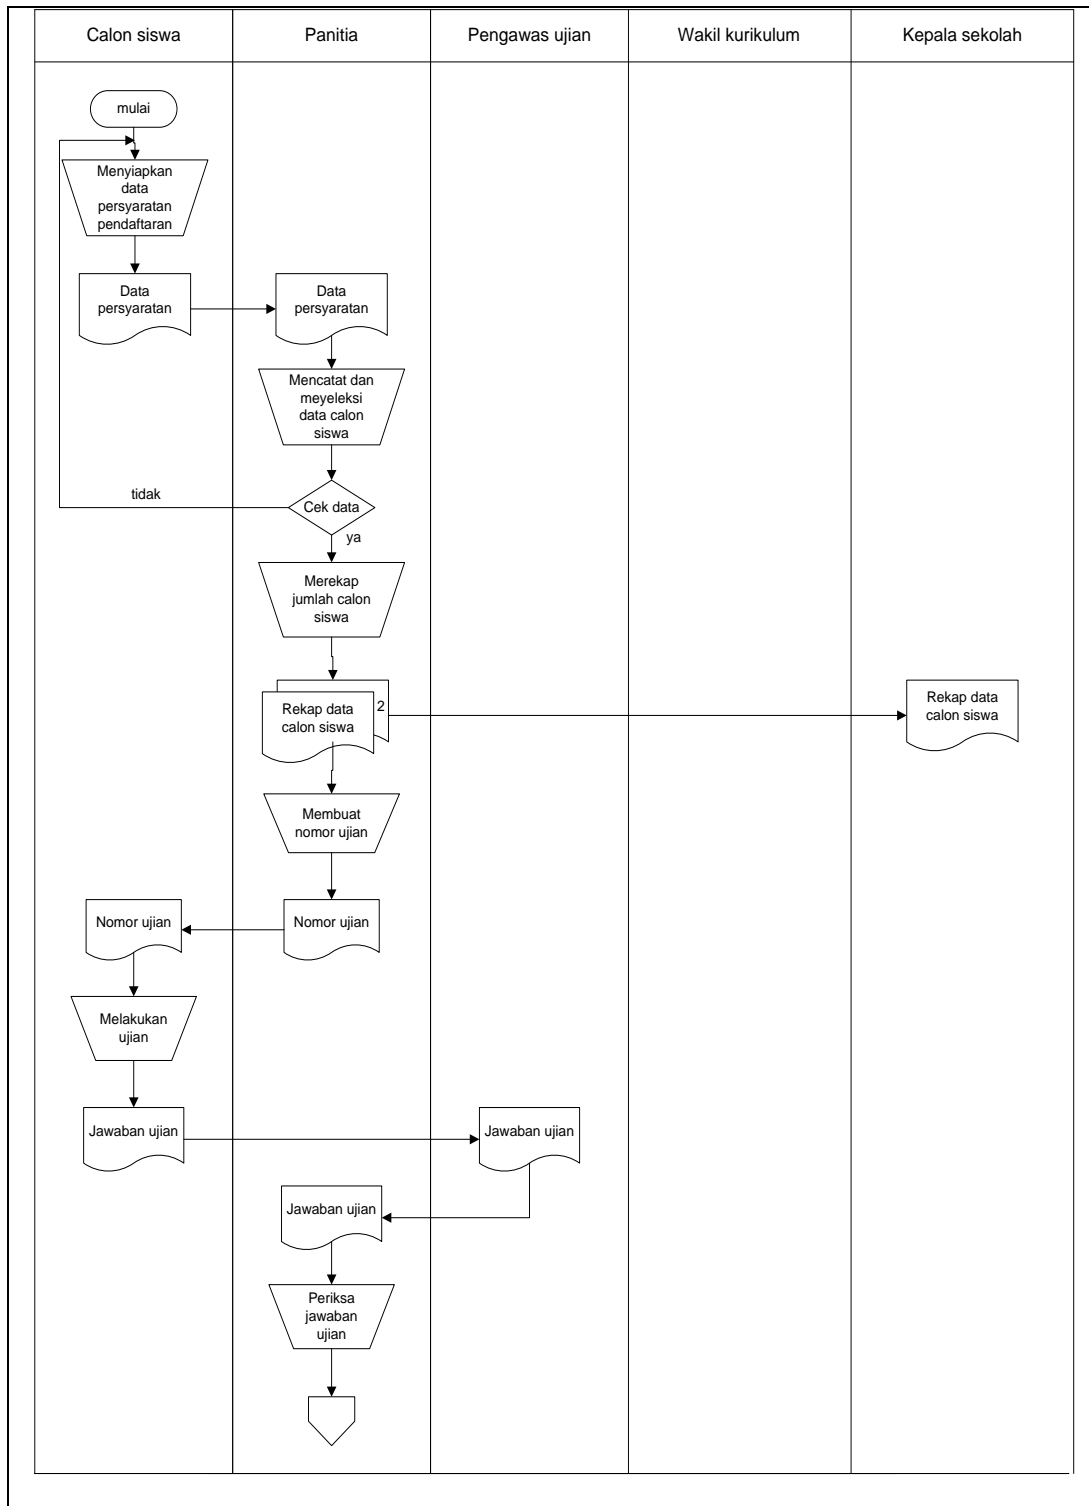 Calon siswa
Panitia
Pengawas ujian
Wakil kurikulum
Kepala sekolah
mulai
Menyiapkan
data
persyaratan
pendaftaran
Data
persyaratan
Data
persyaratan
Mencatat dan
meyeleksi
data calon
siswa
tidak
Cek data
ya
Merekap
jumlah calon
siswa
2
Rekap data
calon siswa
Rekap data
calon siswa
Membuat
nomor ujian
Nomor ujian
Nomor ujian
Melakukan
ujian
Jawaban ujian
Jawaban ujian
Jawaban ujian
Periksa
jawaban
ujian